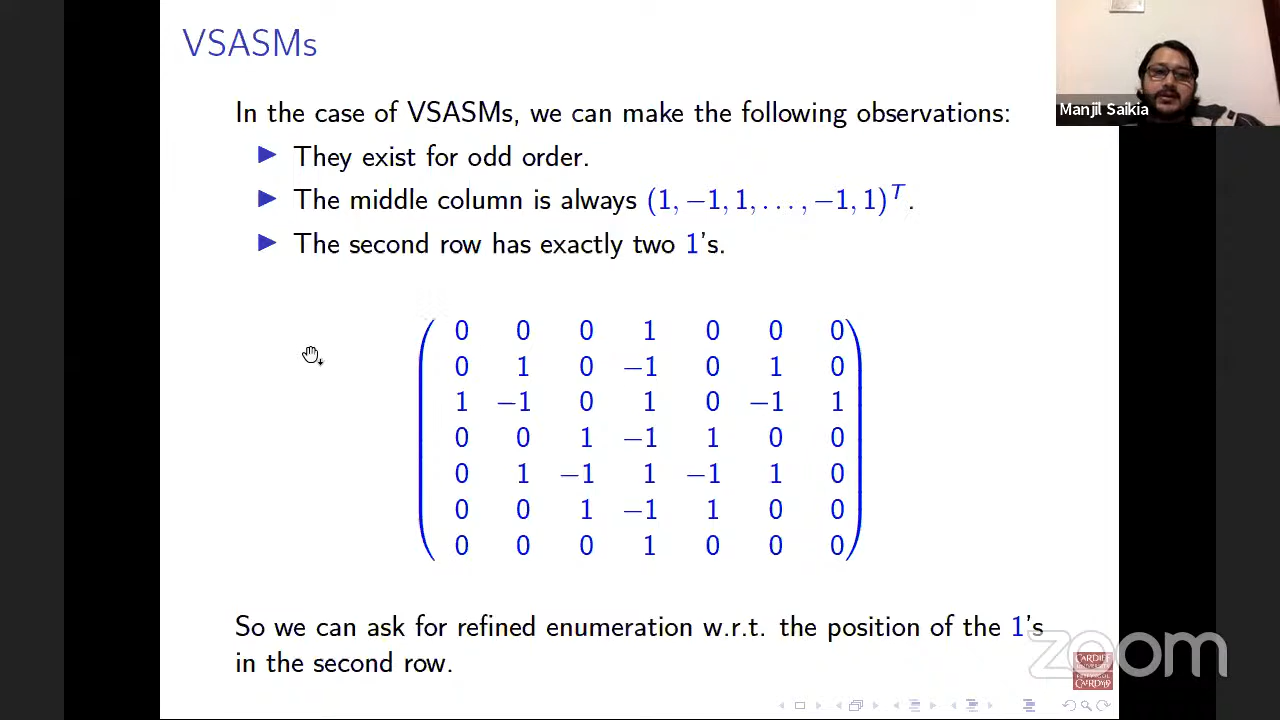 VSASMs
Manjil Saikia
In the case of VSASMs, we can make the following observations:
▶ They exist for odd order.
▶ The middle column is always (1, −1, 1, . . . , −1, 1)^T.
▶ The second row has exactly two 1's.
0 0 0 1 0 0 0
0 1 0 −1 0 1 0
1 −1 0 1 0 −1 1
0 0 1 −1 1 0 0
0 1 −1 1 −1 1 0
0 0 1 −1 1 0 0
0 0 0 1 0 0 0
So we can ask for refined enumeration w.r.t. the position of the 1's
in the second row.
zoom
CARDIFF
UNIVERSITY
PRIFYSGOL
CAERDYDD